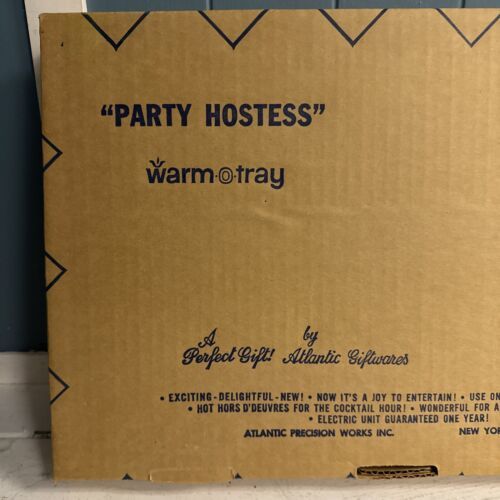 "PARTY HOSTESS"
warm·o·tray
A Perfect Gift! by Atlantic Giftwares
• EXCITING-DELIGHTFUL-NEW! • NOW IT'S A JOY TO ENTERTAIN! • USE ON
• HOT HORS D'OEUVRES FOR THE COCKTAIL HOUR! • WONDERFUL FOR A
• ELECTRIC UNIT GUARANTEED ONE YEAR!
ATLANTIC PRECISION WORKS INC. NEW YOR